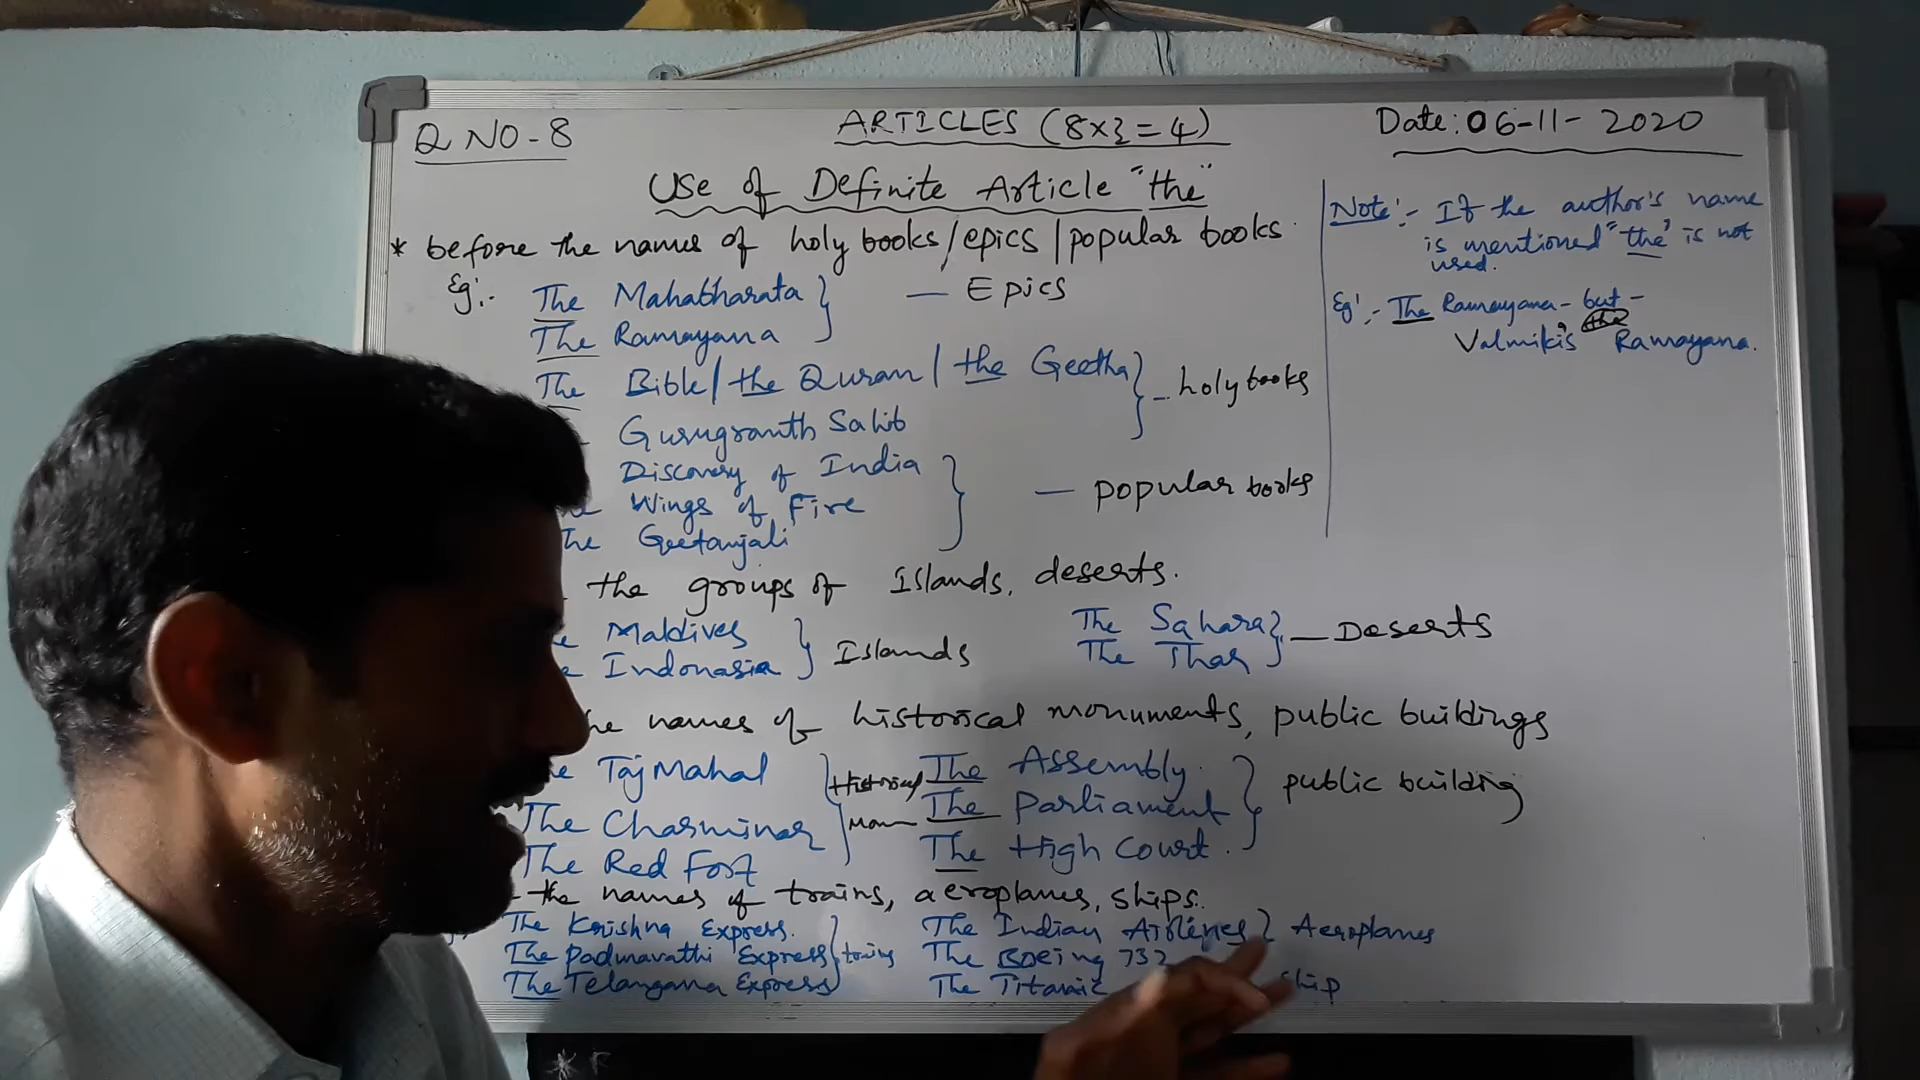 Q NO-8
ARTICLES (8×½=4)
Date: 06-11-2020
Use of Definite Article "the"
* before the names of holy books/epics/popular books.
Eg:- The Mahabharata } — Epics
The Ramayana
The Bible/the Quran/the Geetha } - holy books
Gurugranth Sahib
Discovery of India } — popular books
Wings of Fire
The Geetanjali
the groups of Islands, deserts.
Maldives } Islands
Indonasia
The Sahara } — Deserts
The Thar
the names of historical monuments, public buildings
Taj Mahal } Historical
The Charminar
The Red Fort
The Assembly. } public building
The Parliament
The High Court.
the names of trains, aeroplanes, ships.
The Krishna Express. } trains
The Padmavathi Express
The Telangana Express
The Indian Airlines } Aeroplanes
The Boeing 737
The Titanic ship
Note:- If the author's name
is mentioned "the" is not
used.
Eg:- The Ramayana - but -
Valmiki's Ramayana.